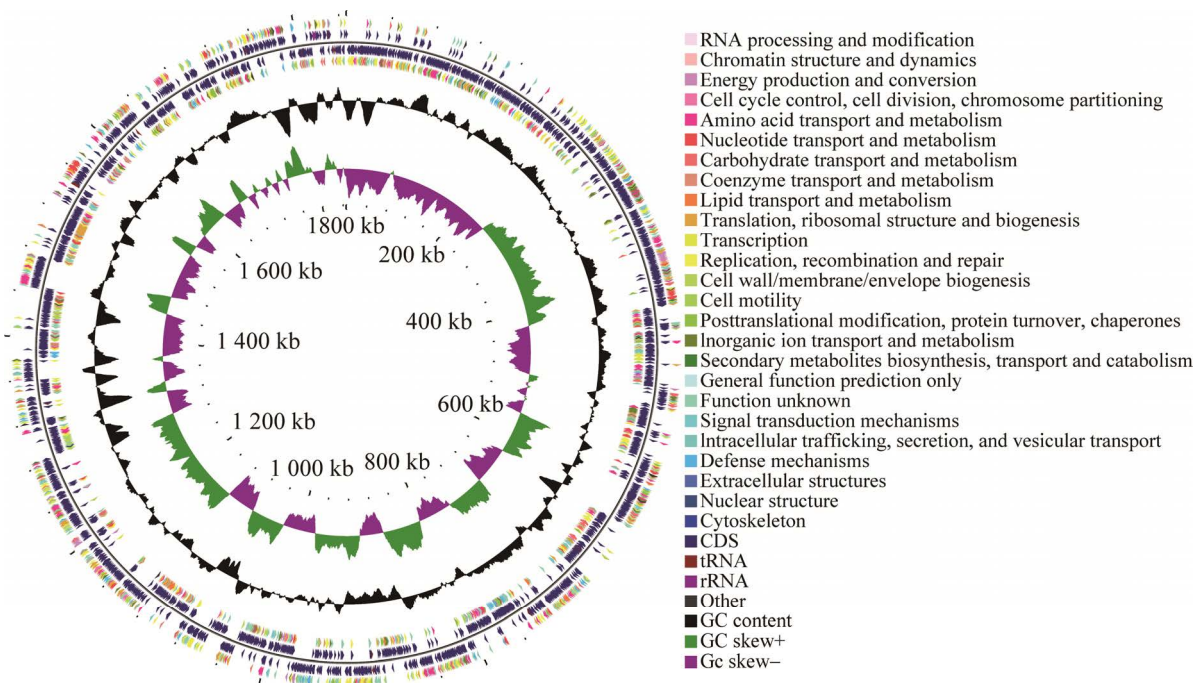 1800 kb
200 kb
1 600 kb
400 kb
1 400 kb
600 kb
1 200 kb
800 kb
1 000 kb
RNA processing and modification
Chromatin structure and dynamics
Energy production and conversion
Cell cycle control, cell division, chromosome partitioning
Amino acid transport and metabolism
Nucleotide transport and metabolism
Carbohydrate transport and metabolism
Coenzyme transport and metabolism
Lipid transport and metabolism
Translation, ribosomal structure and biogenesis
Transcription
Replication, recombination and repair
Cell wall/membrane/envelope biogenesis
Cell motility
Posttranslational modification, protein turnover, chaperones
lnorganic ion transport and metabolism
Secondary metabolites biosynthesis, transport and catabolism
General function prediction only
Function unknown
Signal transduction mechanisms
lntracellular trafficking, secretion, and vesicular transport
Defense mechanisms
Extracellular structures
Nuclear structure
Cytoskeleton
CDS
tRNA
rRNA
Other
GC content
GC skew+
Gc skew−